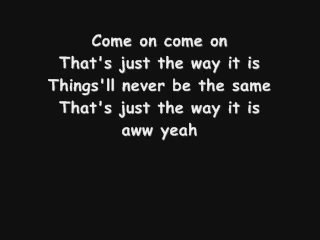 Come on come on
That's just the way it is
Things'll never be the same
That's just the way it is
aww yeah